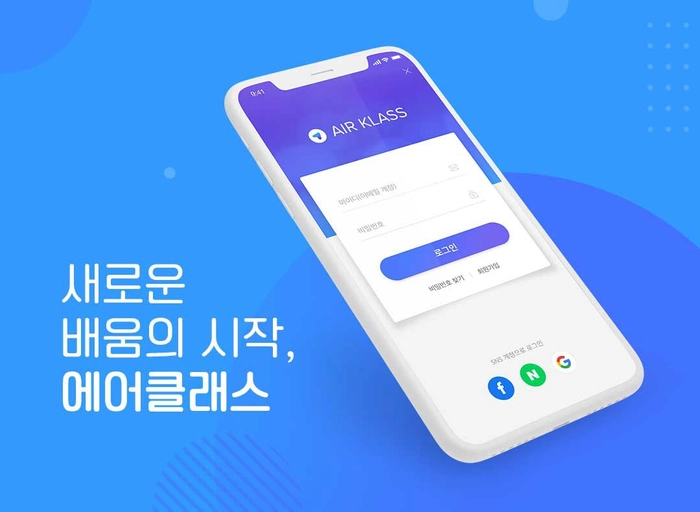 새로운
배움의 시작,
에어클래스
9:41
AIR KLASS
아이디(이메일 계정)
비밀번호
로그인
비밀번호 찾기 | 회원가입
SNS 계정으로 로그인
f N G